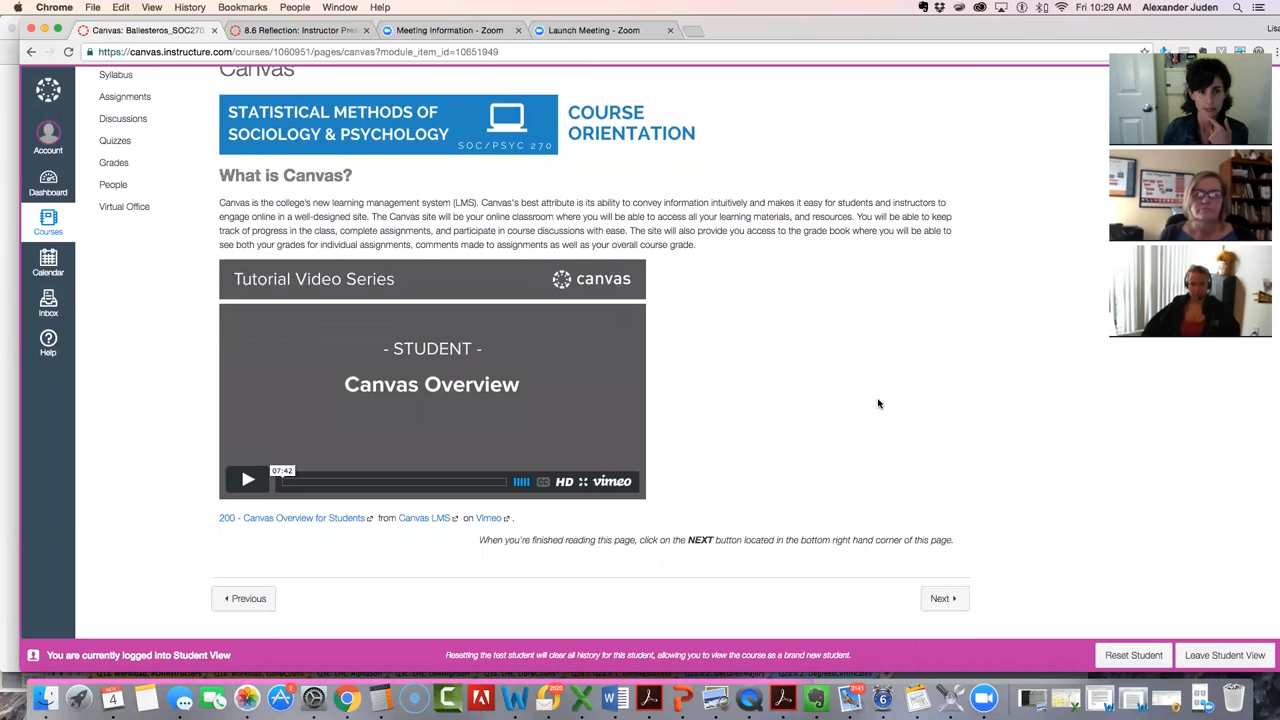 Chrome File Edit View History Bookmarks People Window Help Fri 10:29 AM Alexander Juden
Canvas: Ballesteros_SOC270 8.6 Reflection: Instructor Pres Meeting Information - Zoom Launch Meeting - Zoom Lisa
https://canvas.instructure.com/courses/1060951/pages/canvas?module_item_id=10651949
Account
Dashboard
Courses
Calendar
Inbox
Help
Syllabus
Assignments
Discussions
Quizzes
Grades
People
Virtual Office
Canvas
STATISTICAL METHODS OF
SOCIOLOGY & PSYCHOLOGY
SOC/PSYC 270
COURSE
ORIENTATION
What is Canvas?
Canvas is the college's new learning management system (LMS). Canvas's best attribute is its ability to convey information intuitively and makes it easy for students and instructors to
engage online in a well-designed site. The Canvas site will be your online classroom where you will be able to access all your learning materials, and resources. You will be able to keep
track of progress in the class, complete assignments, and participate in course discussions with ease. The site will also provide you access to the grade book where you will be able to
see both your grades for individual assignments, comments made to assignments as well as your overall course grade.
Tutorial Video Series canvas
- STUDENT -
Canvas Overview
07:42
CC HD vimeo
200 - Canvas Overview for Students from Canvas LMS on Vimeo .
When you're finished reading this page, click on the NEXT button located in the bottom right hand corner of this page.
Previous Next
You are currently logged into Student View Resetting the test student will clear all history for this student, allowing you to view the course as a brand new student. Reset Student Leave Student View
NOV
4
2
2620
3141
6